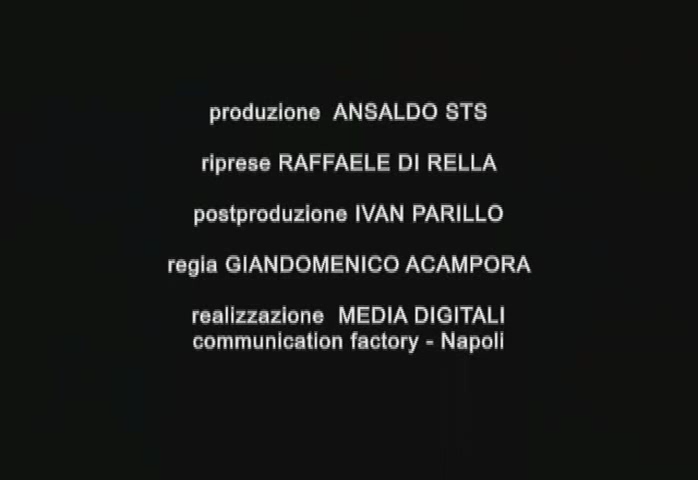 produzione ANSALDO STS
riprese RAFFAELE DI RELLA
postproduzione IVAN PARILLO
regia GIANDOMENICO ACAMPORA
realizzazione MEDIA DIGITALI
communication factory - Napoli